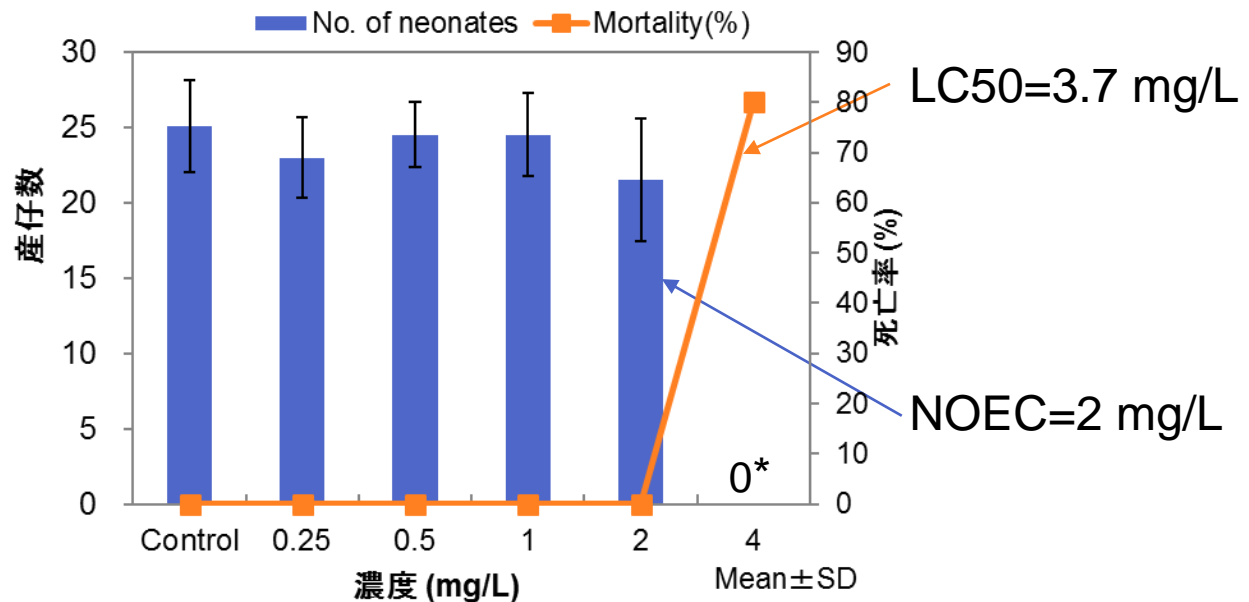 No. of neonates Mortality(%)
産仔数
30
25
20
15
10
5
0
90
80
70
60
50
40
30
20
10
0
死亡率 (%)
LC50=3.7 mg/L
NOEC=2 mg/L
0*
Control 0.25 0.5 1 2 4
濃度 (mg/L)
Mean±SD